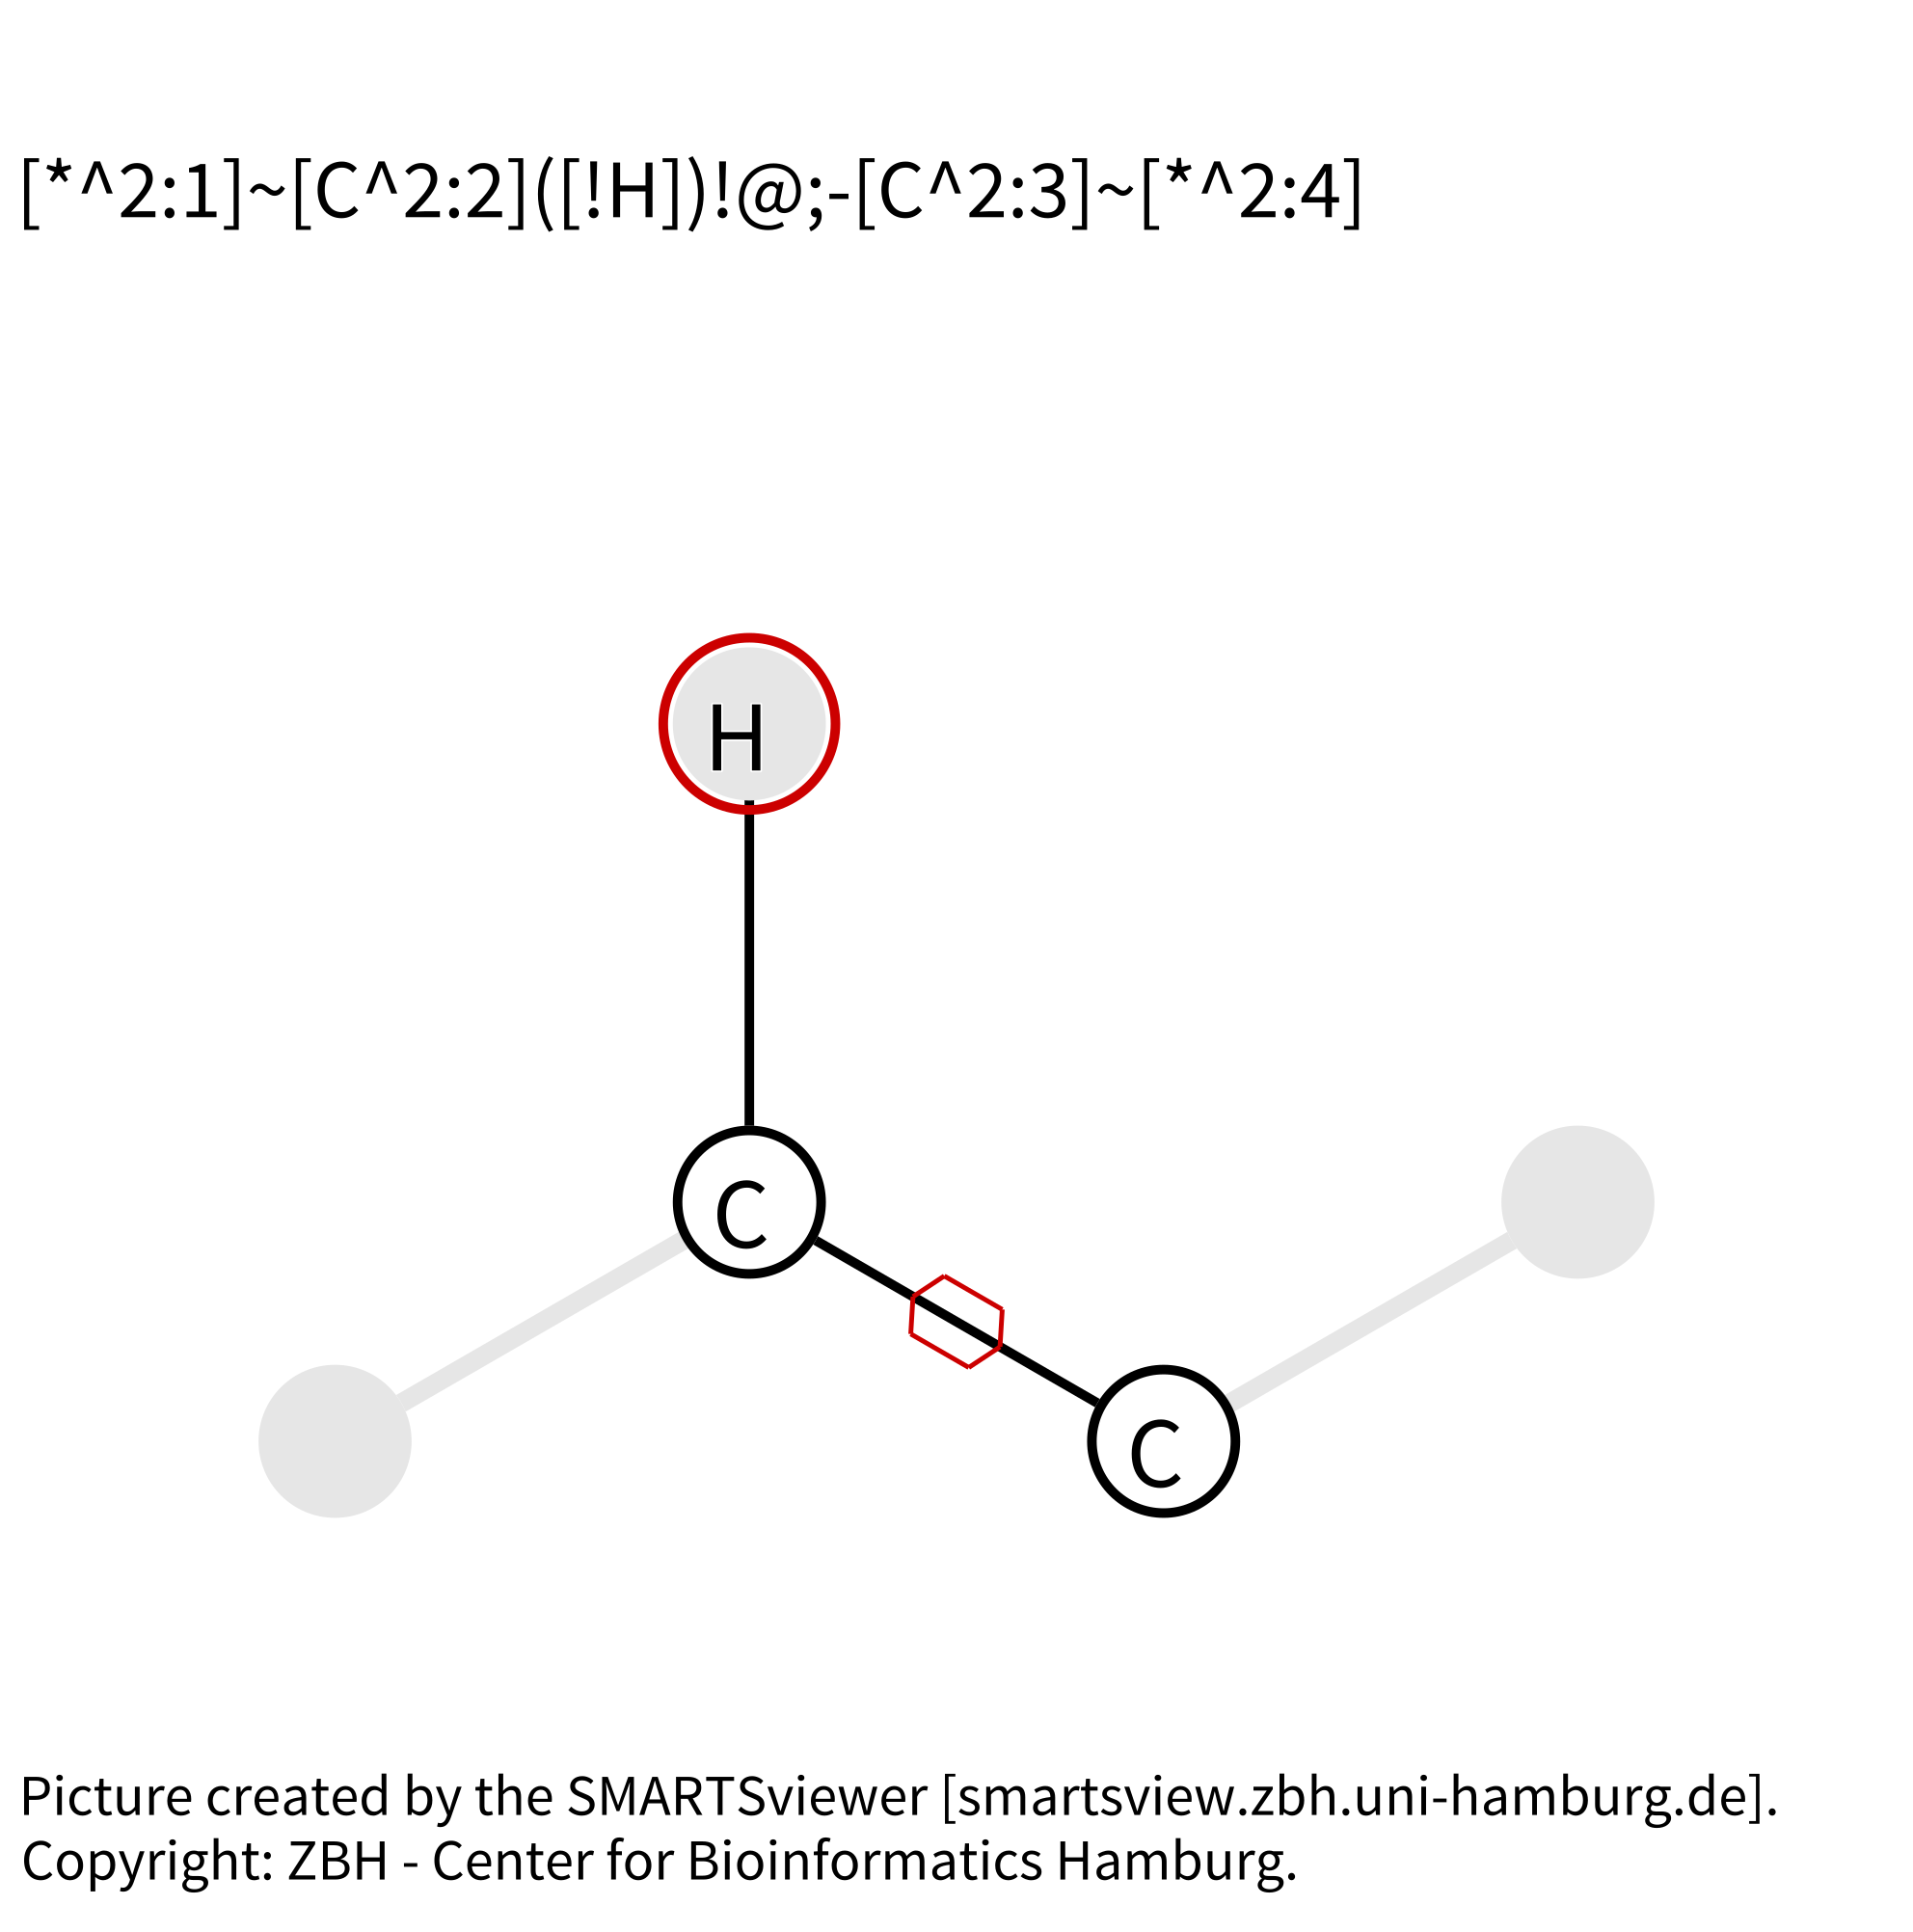 [*^2:1]~[C^2:2]([!H])!@;-[C^2:3]~[*^2:4]
H
C
C
Picture created by the SMARTSviewer [smartsview.zbh.uni-hamburg.de].
Copyright: ZBH - Center for Bioinformatics Hamburg.